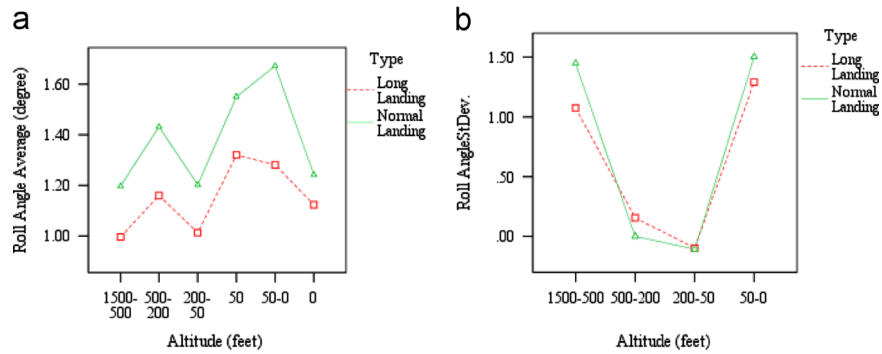 a
Roll Angle Average (degree)
1.60
1.40
1.20
1.00
1500-
500
500-
200
200-
50
50
50-0
0
Altitude (feet)
Type
Long
Landing
Normal
Landing
b
Roll AngleStDev.
1.50
1.00
.50
.00
1500-500
500-200
200-50
50-0
Altitude (feet)
Type
Long
Landing
Normal
Landing